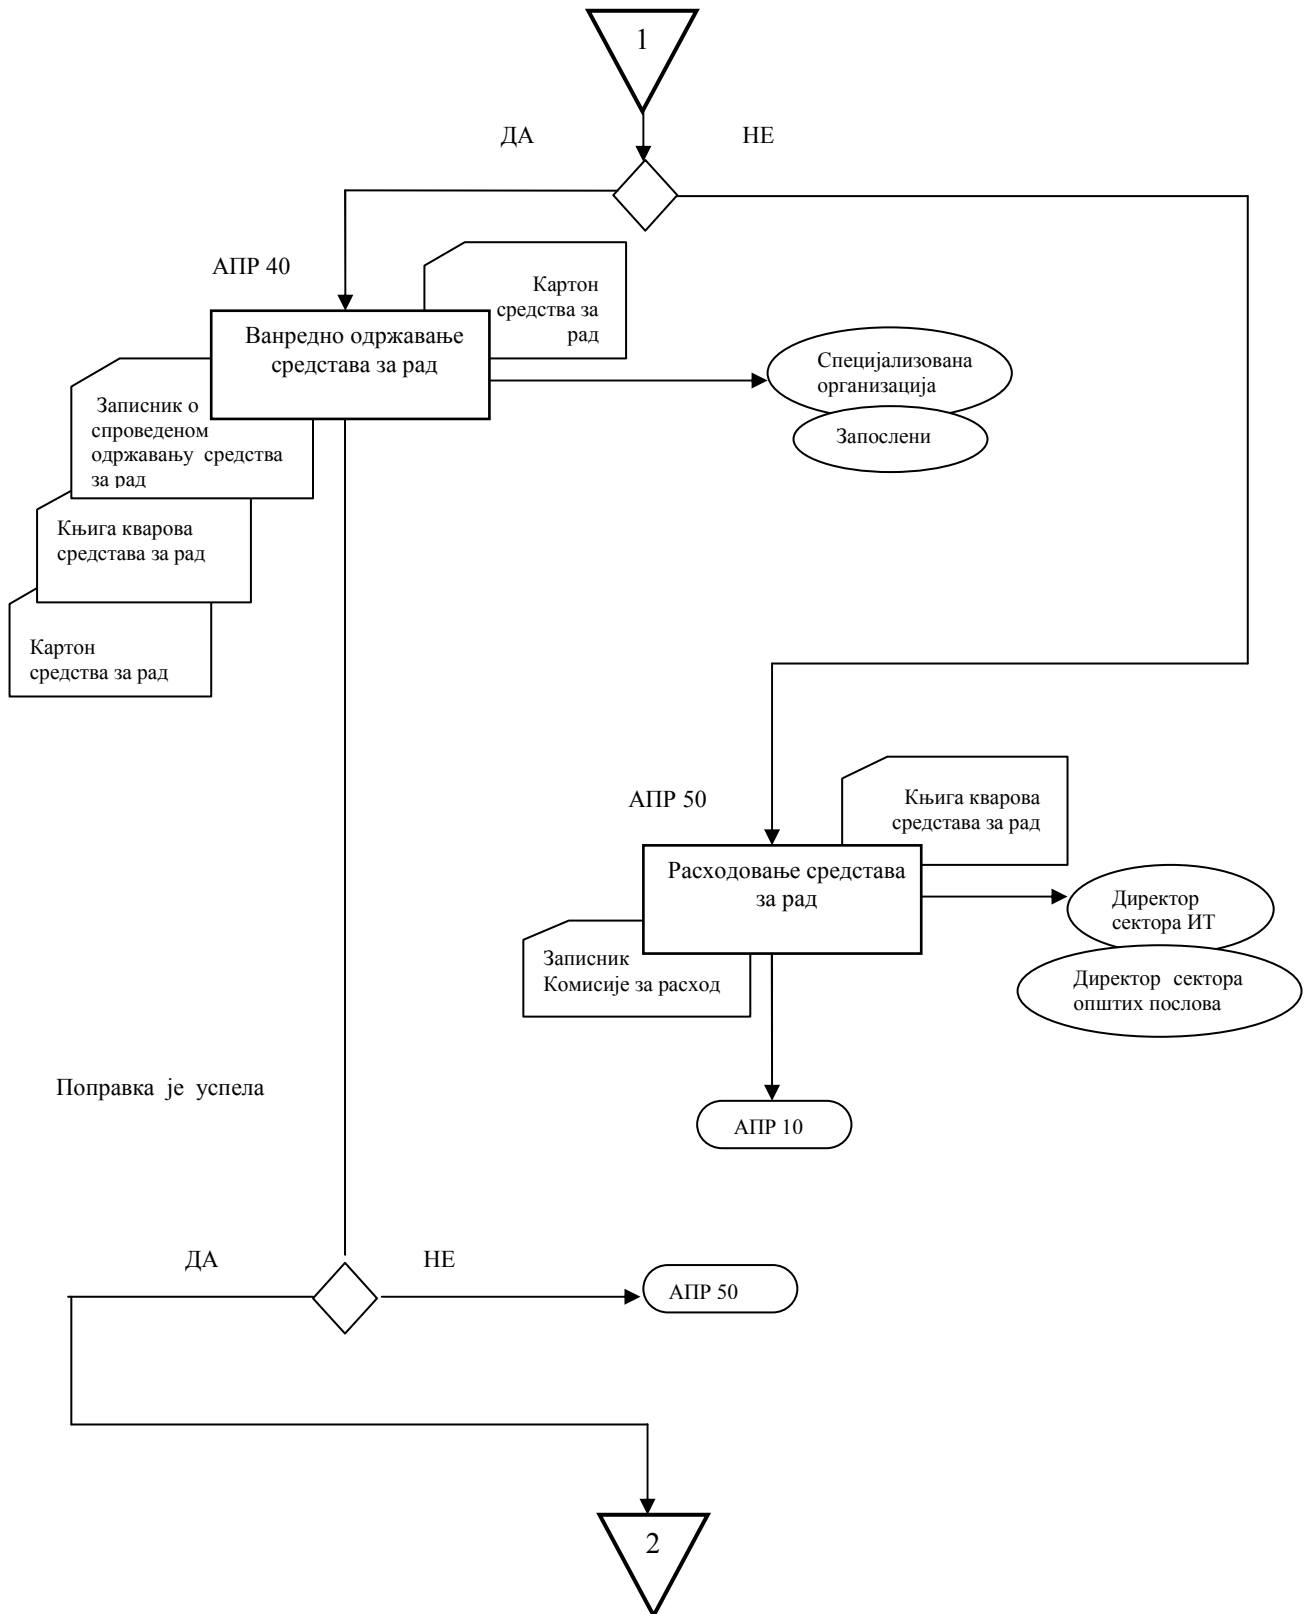 1
ДА
НЕ
АПР 40
Картон
средства за
рад
Ванредно одржавање
средстава за рад
Специјализована
организација
Запослени
Записник о
спроведеном
одржавању средства
за рад
Књига кварова
средстава за рад
Картон
средства за рад
АПР 50
Књига кварова
средстава за рад
Расходовање средстава
за рад
Директор
сектора ИТ
Записник
Комисије за расход
Директор сектора
општих послова
Поправка је успела
АПР 10
ДА
НЕ
АПР 50
2